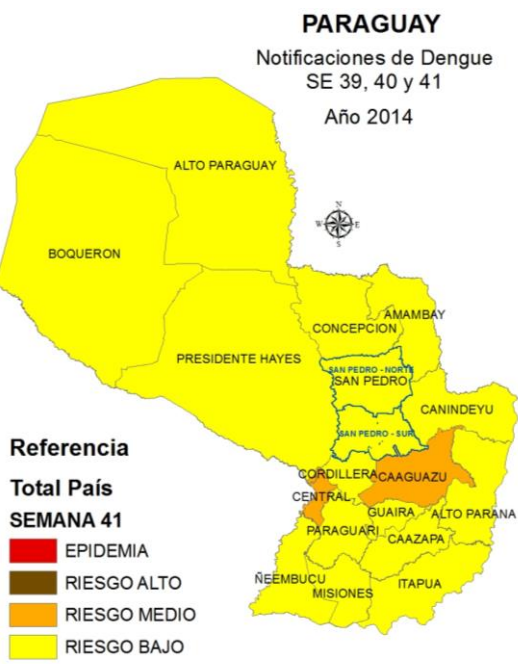 PARAGUAY
Notificaciones de Dengue
SE 39, 40 y 41
Año 2014
ALTO PARAGUAY
N
W E
S
BOQUERON
AMAMBAY
CONCEPCION
PRESIDENTE HAYES
SAN PEDRO - NORTE
SAN PEDRO
CANINDEYU
SAN PEDRO - SUR
CORDILLERA
CAAGUAZU
CENTRAL
GUAIRA
ALTO PARANA
PARAGUARI
CAAZAPA
ÑEEMBUCU
MISIONES
ITAPUA
Referencia
Total País
SEMANA 41
EPIDEMIA
RIESGO ALTO
RIESGO MEDIO
RIESGO BAJO